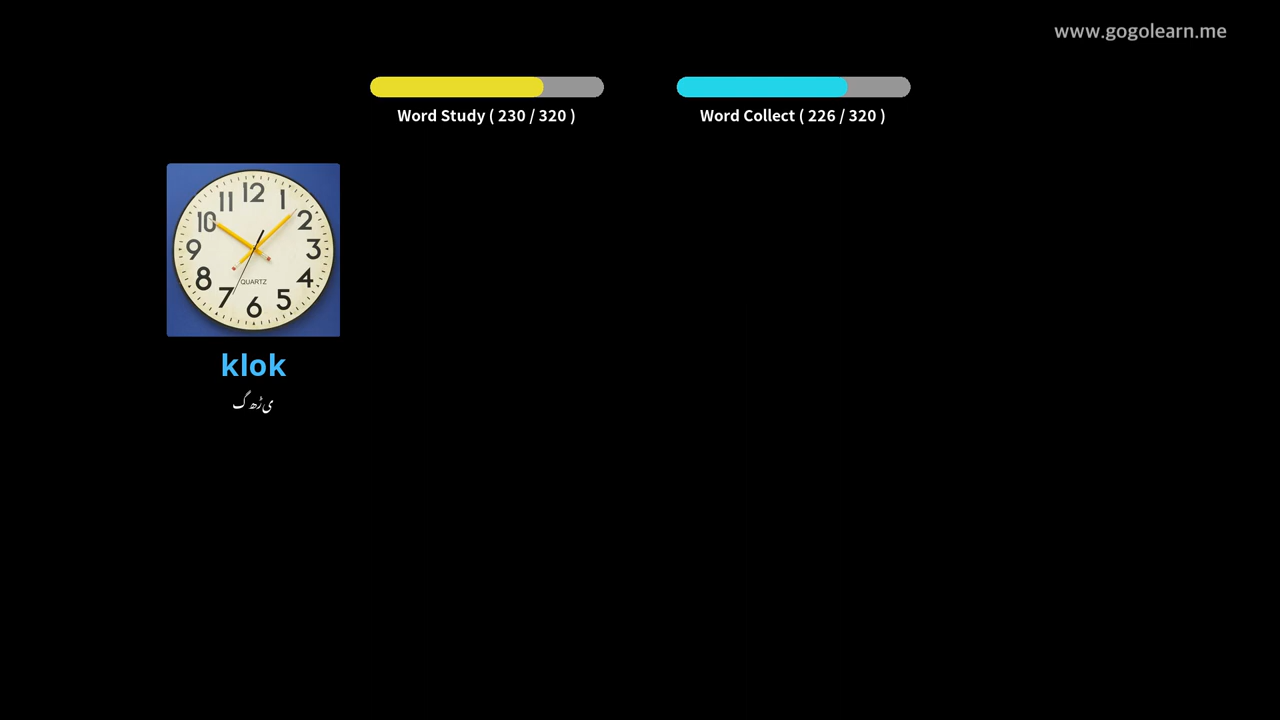 www.gogolearn.me
Word Study ( 230 / 320 )
Word Collect ( 226 / 320 )
12
11 1
10 2
9 3
8 4
QUARTZ
7 5
6
klok
یڑھ گ